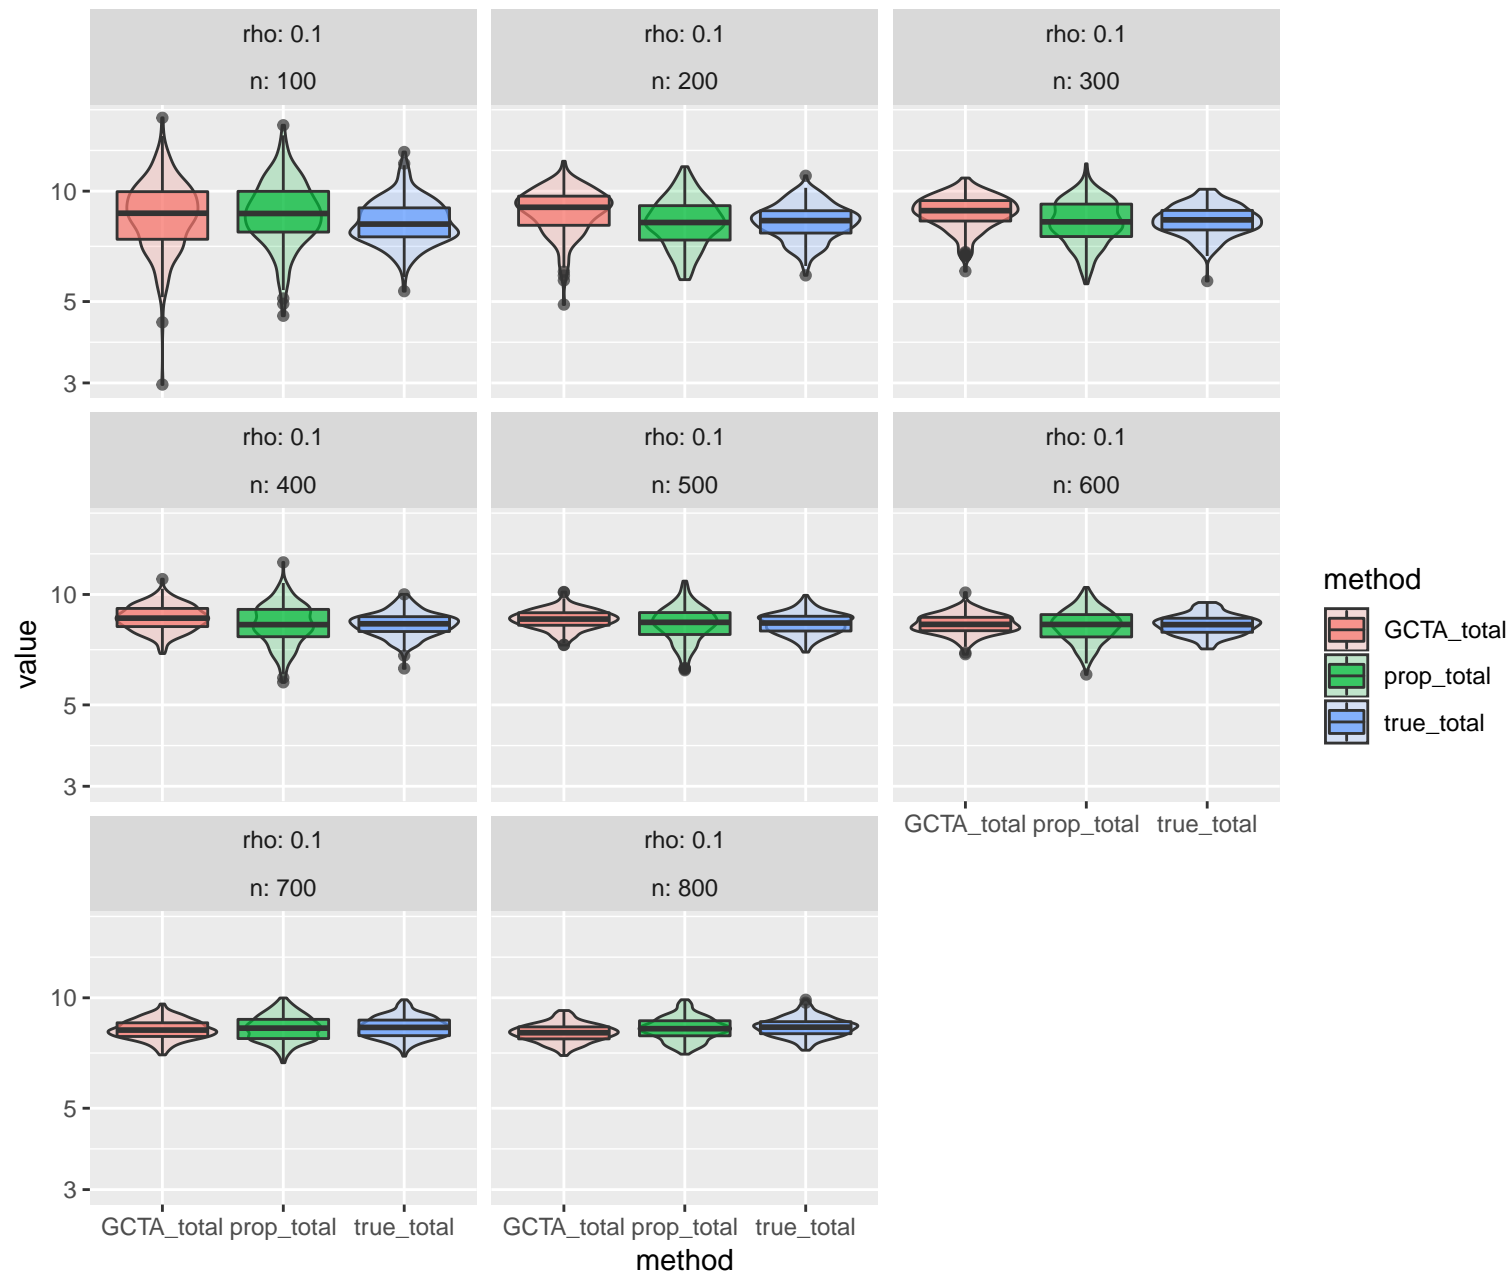 rho: 0.1
n: 100
rho: 0.1
n: 200
rho: 0.1
n: 300
10
5
3
rho: 0.1
n: 400
rho: 0.1
n: 500
rho: 0.1
n: 600
10
5
3
GCTA_total prop_total true_total
rho: 0.1
n: 700
rho: 0.1
n: 800
10
5
3
GCTA_total prop_total true_total
GCTA_total prop_total true_total
method
value
method
GCTA_total
prop_total
true_total